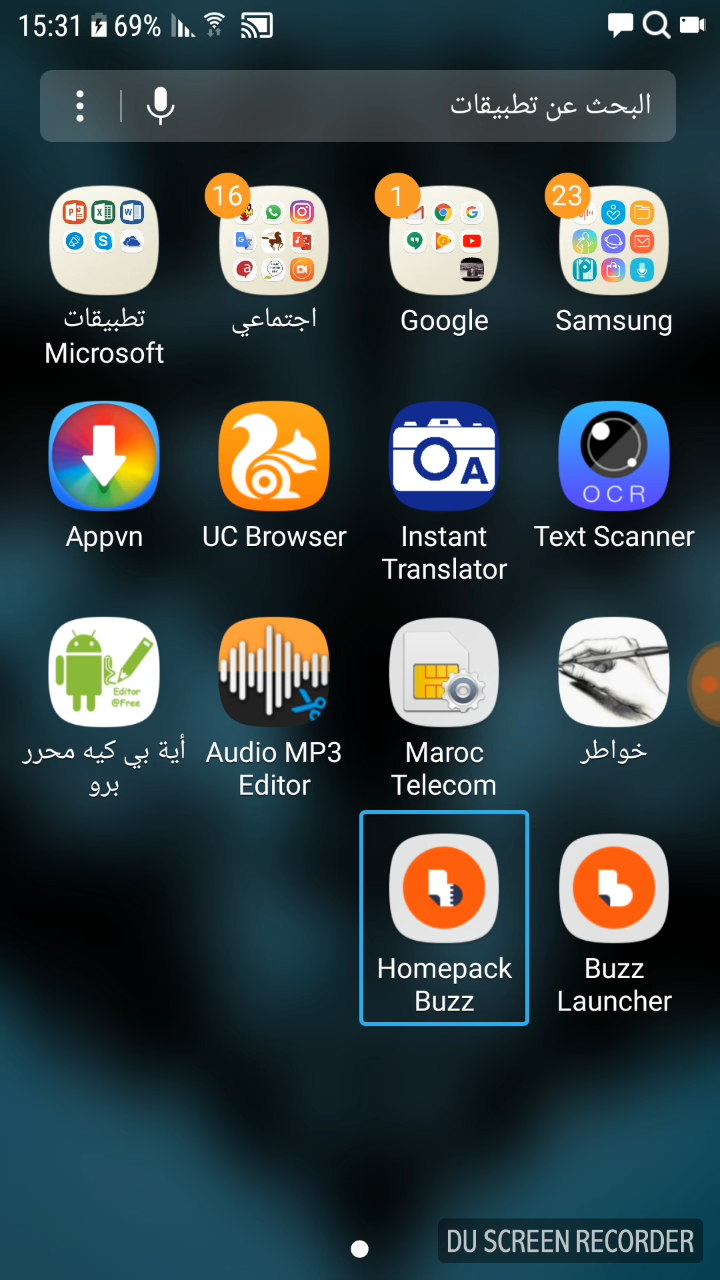 15:31 69%
البحث عن تطبيقات
23
1
16
Samsung
Google
اجتماعي
تطبيقات
Microsoft
OCR
A
Text Scanner
Instant
Translator
UC Browser
Appvn
Editor
@Free
خواطر
Maroc
Telecom
Audio MP3
Editor
أية بي كيه محرر
برو
Buzz
Launcher
Homepack
Buzz
DU SCREEN RECORDER